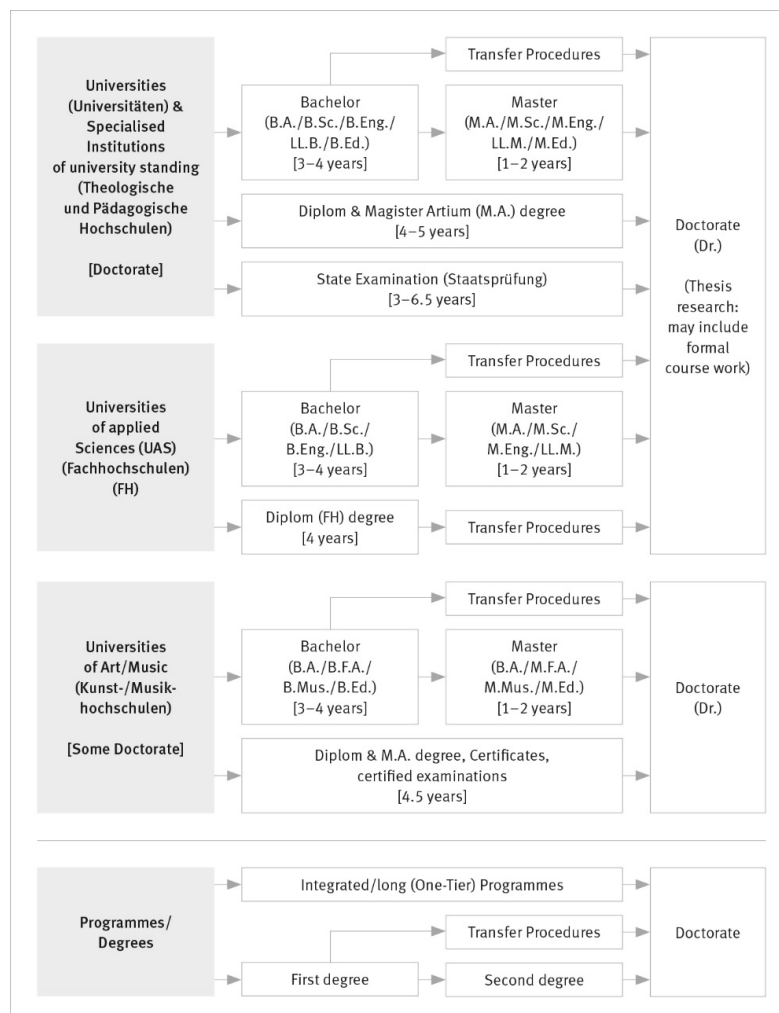 Universities
(Universitäten) &
Specialised
Institutions
of university standing
(Theologische
und Pädagogische
Hochschulen)
[Doctorate]
Transfer Procedures
Bachelor
(B.A./B.Sc./B.Eng./
LL.B./B.Ed.)
[3–4 years]
Master
(M.A./M.Sc./M.Eng./
LL.M./M.Ed.)
[1–2 years]
Diplom & Magister Artium (M.A.) degree
[4–5 years]
State Examination (Staatsprüfung)
[3–6.5 years]
Doctorate
(Dr.)
(Thesis
research:
may include
formal
course work)
Universities
of applied
Sciences (UAS)
(Fachhochschulen)
(FH)
Transfer Procedures
Bachelor
(B.A./B.Sc./
B.Eng./LL.B.)
[3–4 years]
Master
(M.A./M.Sc./
M.Eng./LL.M.)
[1–2 years]
Diplom (FH) degree
[4 years]
Transfer Procedures
Universities
of Art/Music
(Kunst-/Musik-
hochschulen)
[Some Doctorate]
Transfer Procedures
Bachelor
(B.A./B.F.A./
B.Mus./B.Ed.)
[3–4 years]
Master
(B.A./M.F.A./
M.Mus./M.Ed.)
[1–2 years]
Diplom & M.A. degree, Certificates,
certified examinations
[4.5 years]
Doctorate
(Dr.)
Programmes/
Degrees
Integrated/long (One-Tier) Programmes
Transfer Procedures
First degree
Second degree
Doctorate